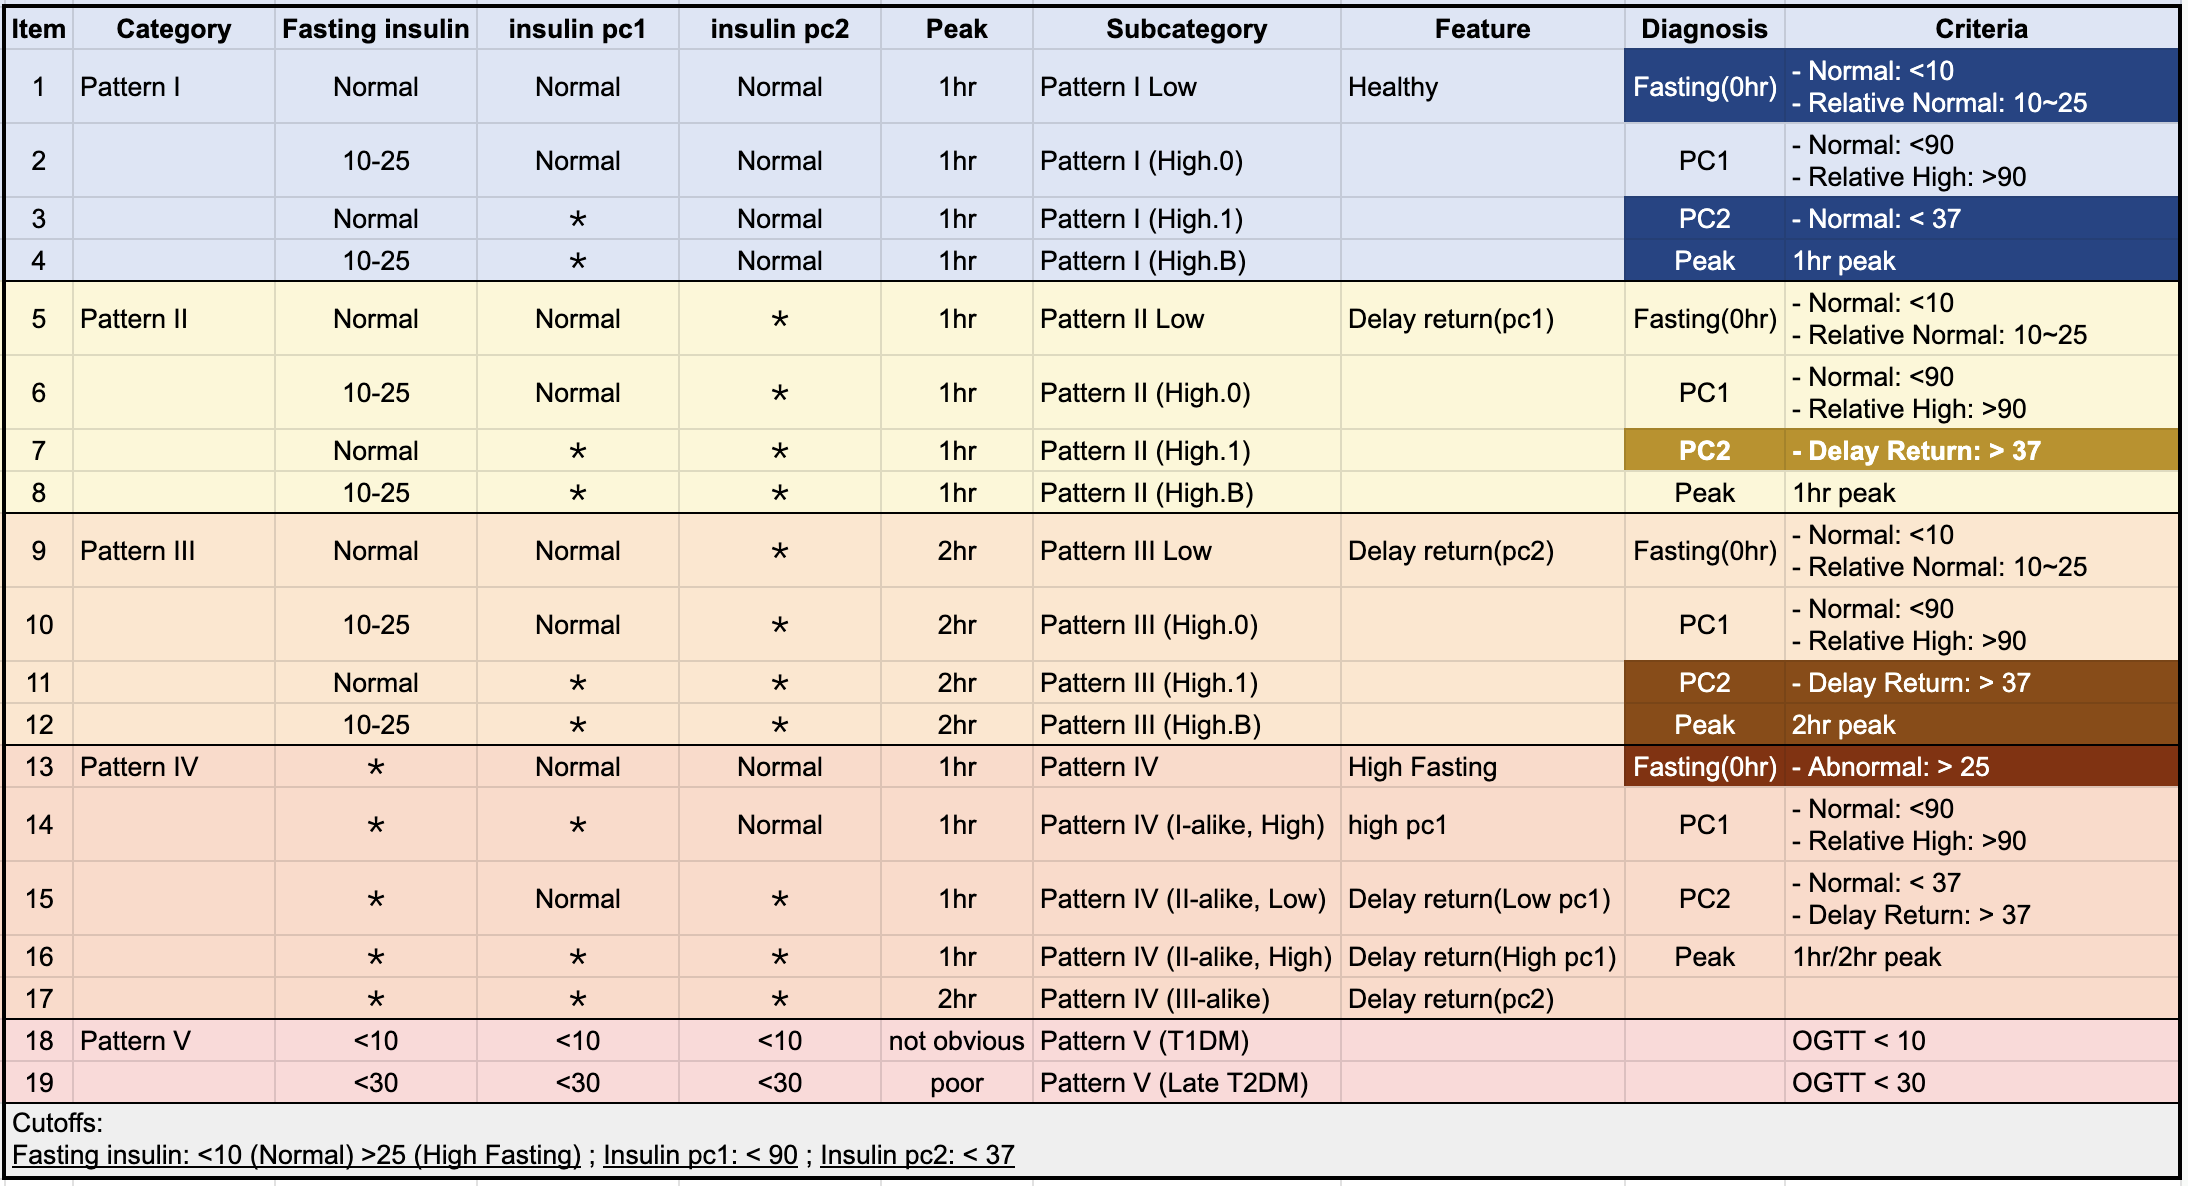 Item Category Fasting insulin insulin pc1 insulin pc2 Peak Subcategory Feature Diagnosis Criteria
1 Pattern I Normal Normal Normal 1hr Pattern I Low Healthy Fasting(0hr) - Normal: <10
- Relative Normal: 10~25
2 10-25 Normal Normal 1hr Pattern I (High.0) PC1 - Normal: <90
- Relative High: >90
3 Normal * Normal 1hr Pattern I (High.1) PC2 - Normal: < 37
4 10-25 * Normal 1hr Pattern I (High.B) Peak 1hr peak
5 Pattern II Normal Normal * 1hr Pattern II Low Delay return(pc1) Fasting(0hr) - Normal: <10
- Relative Normal: 10~25
6 10-25 Normal * 1hr Pattern II (High.0) PC1 - Normal: <90
- Relative High: >90
7 Normal * * 1hr Pattern II (High.1) PC2 - Delay Return: > 37
8 10-25 * * 1hr Pattern II (High.B) Peak 1hr peak
9 Pattern III Normal Normal * 2hr Pattern III Low Delay return(pc2) Fasting(0hr) - Normal: <10
- Relative Normal: 10~25
10 10-25 Normal * 2hr Pattern III (High.0) PC1 - Normal: <90
- Relative High: >90
11 Normal * * 2hr Pattern III (High.1) PC2 - Delay Return: > 37
12 10-25 * * 2hr Pattern III (High.B) Peak 2hr peak
13 Pattern IV * Normal Normal 1hr Pattern IV High Fasting Fasting(0hr) - Abnormal: > 25
14 * * Normal 1hr Pattern IV (I-alike, High) high pc1 PC1 - Normal: <90
- Relative High: >90
15 * Normal * 1hr Pattern IV (II-alike, Low) Delay return(Low pc1) PC2 - Normal: < 37
- Delay Return: > 37
16 * * * 1hr Pattern IV (II-alike, High) Delay return(High pc1) Peak 1hr/2hr peak
17 * * * 2hr Pattern IV (III-alike) Delay return(pc2)
18 Pattern V <10 <10 <10 not obvious Pattern V (T1DM) OGTT < 10
19 <30 <30 <30 poor Pattern V (Late T2DM) OGTT < 30
Cutoffs:
Fasting insulin: <10 (Normal) >25 (High Fasting) ; Insulin pc1: < 90 ; Insulin pc2: < 37